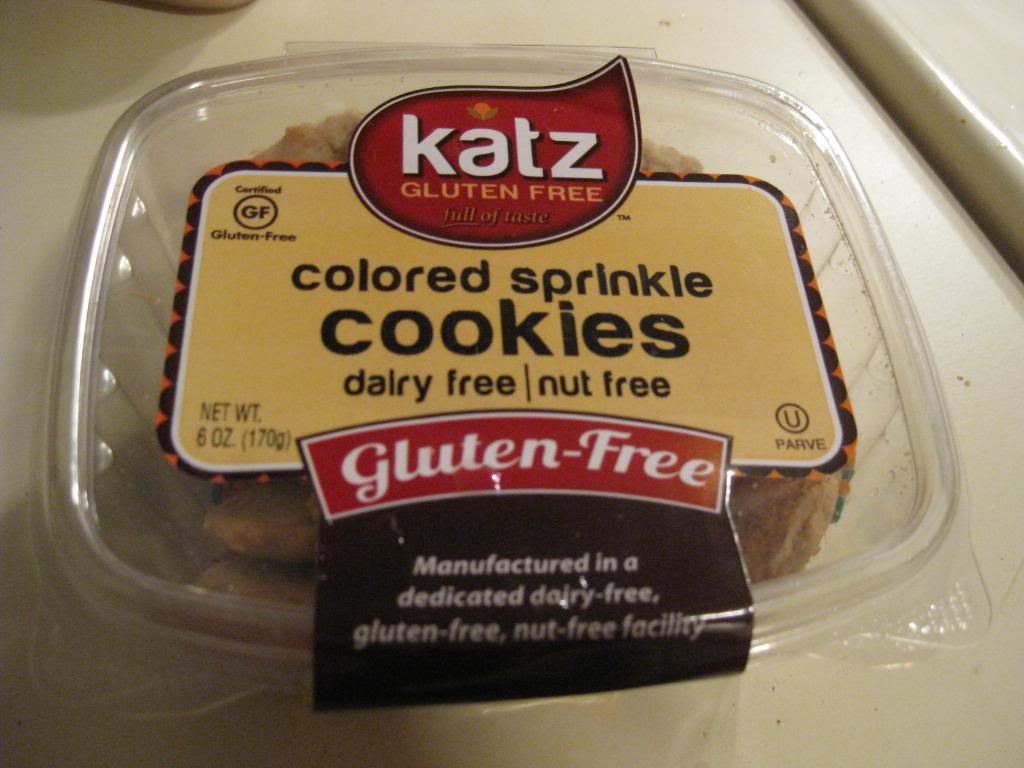 katz
GLUTEN FREE
full of taste
TM
Certified
GF
Gluten-Free
colored sprinkle
cookies
dairy free | nut free
NET WT.
6 OZ. (170g)
U
PARVE
Gluten-Free
Manufactured in a
dedicated dairy-free,
gluten-free, nut-free facility